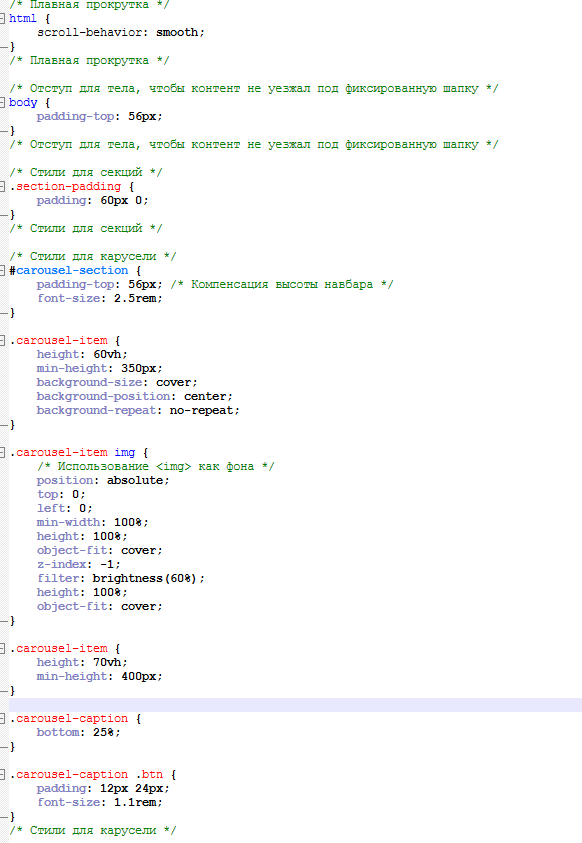 /* Плавная прокрутка */
html {
    scroll-behavior: smooth;
}
/* Плавная прокрутка */

/* Отступ для тела, чтобы контент не уезжал под фиксированную шапку */
body {
    padding-top: 56px;
}
/* Отступ для тела, чтобы контент не уезжал под фиксированную шапку */

/* Стили для секций */
.section-padding {
    padding: 60px 0;
}
/* Стили для секций */

/* Стили для карусели */
#carousel-section {
    padding-top: 56px; /* Компенсация высоты навбара */
    font-size: 2.5rem;
}

.carousel-item {
    height: 60vh;
    min-height: 350px;
    background-size: cover;
    background-position: center;
    background-repeat: no-repeat;
}

.carousel-item img {
    /* Использование <img> как фона */
    position: absolute;
    top: 0;
    left: 0;
    min-width: 100%;
    height: 100%;
    object-fit: cover;
    z-index: -1;
    filter: brightness(60%);
    height: 100%;
    object-fit: cover;
}

.carousel-item {
    height: 70vh;
    min-height: 400px;
}

.carousel-caption {
    bottom: 25%;
}

.carousel-caption .btn {
    padding: 12px 24px;
    font-size: 1.1rem;
}
/* Стили для карусели */